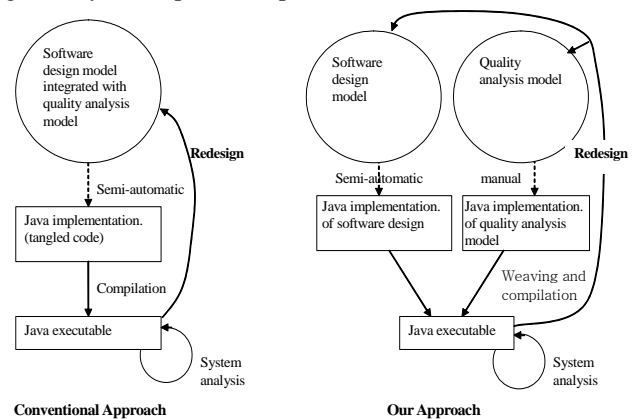 Software
design model
integrated with
quality analysis
model
Redesign
Semi-automatic
Java implementation.
(tangled code)
Compilation
Java executable
System
analysis
Conventional Approach
Software
design
model
Quality
analysis model
Redesign
Semi-automatic
manual
Java implementation.
of software design
Java implementation.
of quality analysis
model
Weaving and
compilation
Java executable
System
analysis
Our Approach